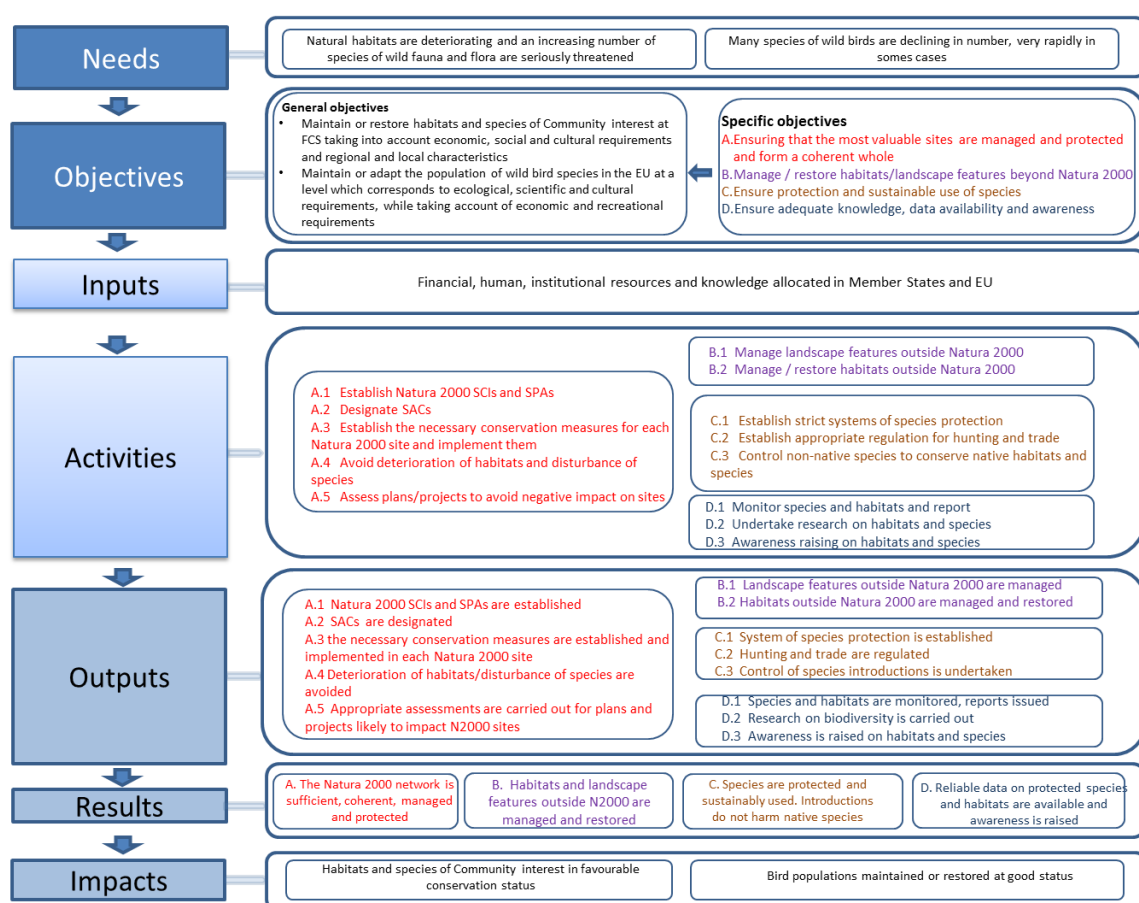 Needs
Natural habitats are deteriorating and an increasing number of
species of wild fauna and flora are seriously threatened
Many species of wild birds are declining in number, very rapidly in
somes cases
Objectives
General objectives
• Maintain or restore habitats and species of Community interest at
FCS taking into account economic, social and cultural requirements
and regional and local characteristics
• Maintain or adapt the population of wild bird species in the EU at a
level which corresponds to ecological, scientific and cultural
requirements, while taking account of economic and recreational
requirements
Specific objectives
A.Ensuring that the most valuable sites are managed and protected
and form a coherent whole
B.Manage / restore habitats/landscape features beyond Natura 2000
C.Ensure protection and sustainable use of species
D.Ensure adequate knowledge, data availability and awareness
Inputs
Financial, human, institutional resources and knowledge allocated in Member States and EU
Activities
A.1 Establish Natura 2000 SCIs and SPAs
A.2 Designate SACs
A.3 Establish the necessary conservation measures for each
Natura 2000 site and implement them
A.4 Avoid deterioration of habitats and disturbance of
species
A.5 Assess plans/projects to avoid negative impact on sites
B.1 Manage landscape features outside Natura 2000
B.2 Manage / restore habitats outside Natura 2000
C.1 Establish strict systems of species protection
C.2 Establish appropriate regulation for hunting and trade
C.3 Control non-native species to conserve native habitats and
species
D.1 Monitor species and habitats and report
D.2 Undertake research on habitats and species
D.3 Awareness raising on habitats and species
Outputs
A.1 Natura 2000 SCIs and SPAs are established
A.2 SACs are designated
A.3 the necessary conservation measures are established and
implemented in each Natura 2000 site
A.4 Deterioration of habitats/disturbance of species are
avoided
A.5 Appropriate assessments are carried out for plans and
projects likely to impact N2000 sites
B.1 Landscape features outside Natura 2000 are managed
B.2 Habitats outside Natura 2000 are managed and restored
C.1 System of species protection is established
C.2 Hunting and trade are regulated
C.3 Control of species introductions is undertaken
D.1 Species and habitats are monitored, reports issued
D.2 Research on biodiversity is carried out
D.3 Awareness is raised on habitats and species
Results
A. The Natura 2000 network is
sufficient, coherent, managed
and protected
B. Habitats and landscape
features outside N2000 are
managed and restored
C. Species are protected and
sustainably used. Introductions
do not harm native species
D. Reliable data on protected species
and habitats are available and
awareness is raised
Impacts
Habitats and species of Community interest in favourable
conservation status
Bird populations maintained or restored at good status